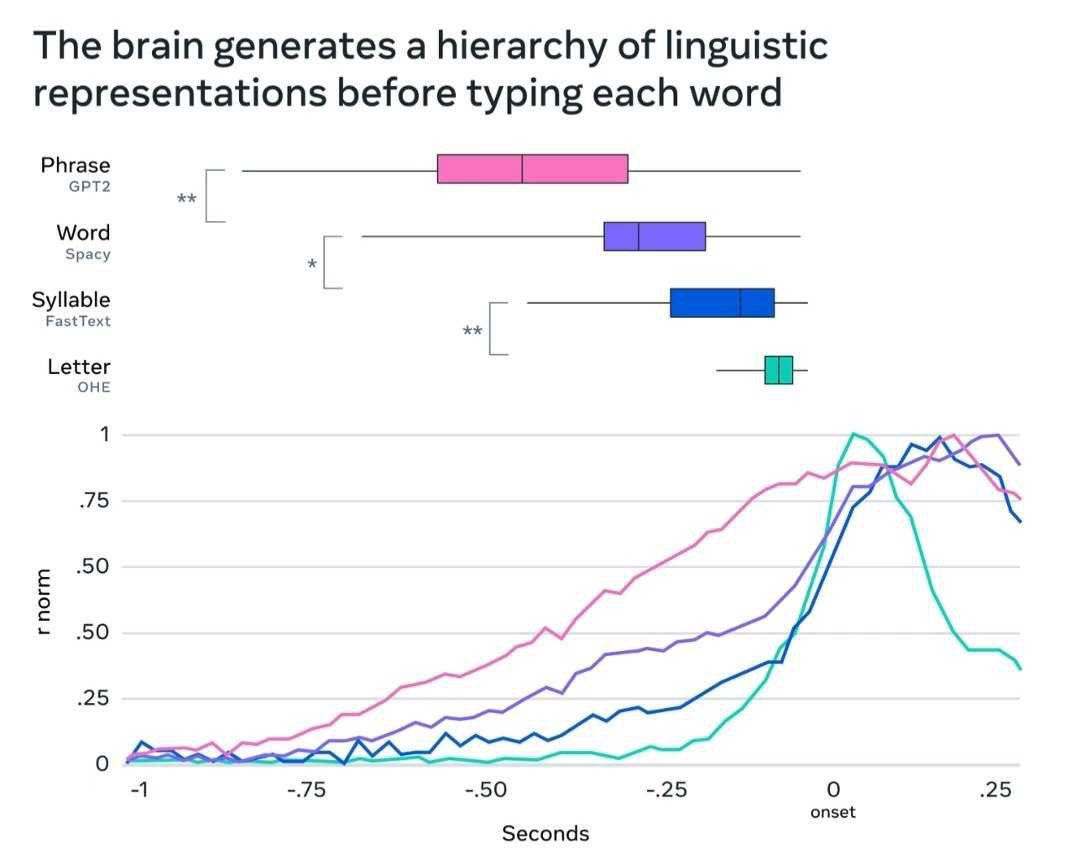 The brain generates a hierarchy of linguistic
representations before typing each word
Phrase
GPT2
**
Word
Spacy
*
Syllable
FastText
**
Letter
OHE
1
.75
.50
.50
.25
0
r norm
-1
-.75
-.50
-.25
0
onset
.25
Seconds